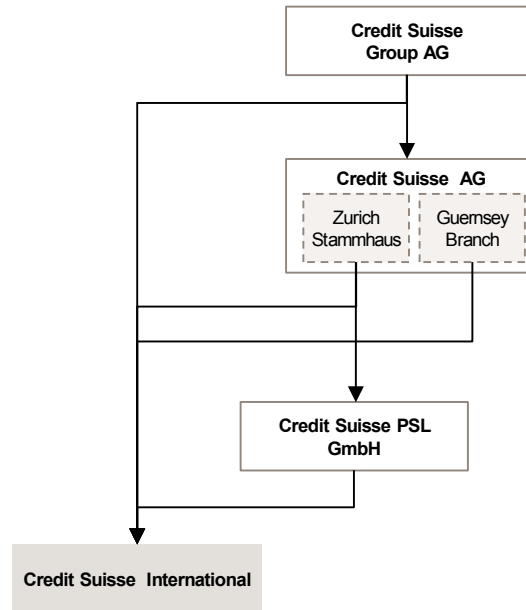 Credit Suisse
Group AG
Credit Suisse AG
Zurich
Stammhaus
Guernsey
Branch
Credit Suisse PSL
GmbH
Credit Suisse International